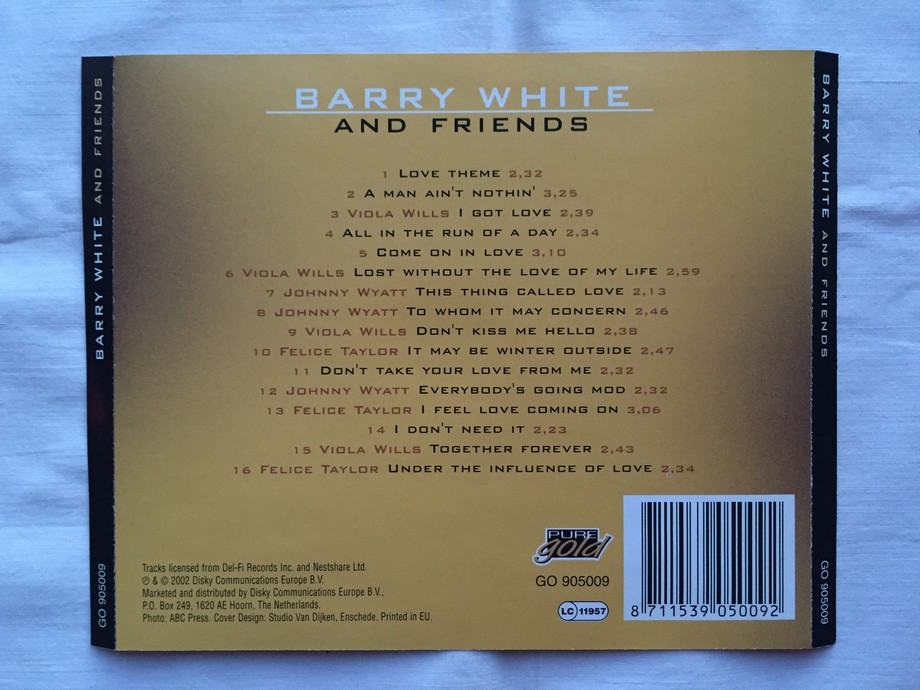 BARRY WHITE AND FRIENDS
GO 905009
BARRY WHITE
AND FRIENDS
1 LOVE THEME 2,32
2 A MAN AIN'T NOTHIN' 3,25
3 VIOLA WILLS I GOT LOVE 2,39
4 ALL IN THE RUN OF A DAY 2,34
5 COME ON IN LOVE 3,10
6 VIOLA WILLS LOST WITHOUT THE LOVE OF MY LIFE 2,59
7 JOHNNY WYATT THIS THING CALLED LOVE 2,13
8 JOHNNY WYATT TO WHOM IT MAY CONCERN 2,46
9 VIOLA WILLS DON'T KISS ME HELLO 2,38
10 FELICE TAYLOR IT MAY BE WINTER OUTSIDE 2,47
11 DON'T TAKE YOUR LOVE FROM ME 2,32
12 JOHNNY WYATT EVERYBODY'S GOING MOD 2,32
13 FELICE TAYLOR I FEEL LOVE COMING ON 3,06
14 I DON'T NEED IT 2,23
15 VIOLA WILLS TOGETHER FOREVER 2,43
16 FELICE TAYLOR UNDER THE INFLUENCE OF LOVE 2,34
Tracks licensed from Del-Fi Records Inc. and Nestshare Ltd.
℗ & © 2002 Disky Communications Europe B.V.
Marketed and distributed by Disky Communications Europe B.V.,
P.O. Box 249, 1620 AE Hoorn, The Netherlands.
Photo: ABC Press. Cover Design: Studio Van Dijken, Enschede. Printed in EU.
PURE
gold
GO 905009
LC 11957
8 711539 050092
BARRY WHITE AND FRIENDS
GO 905009